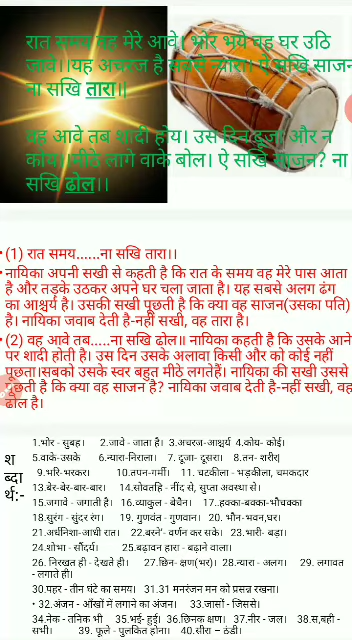 रात समय वह मेरे आवे। भोर भये वह घर उठि
जावे।।यह अचरज है सबसे न्यारा। ऐ सखि साजन
ना सखि तारा।।
वह आवे तब शादी होय। उस दिन दूजा और न
कोय। मीठे लागे वाके बोल। ऐ सखि साजन? ना
सखि ढोल।।
• (1) रात समय......ना सखि तारा।।
• नायिका अपनी सखी से कहती है कि रात के समय वह मेरे पास आता
है और तड़के उठकर अपने घर चला जाता है। यह सबसे अलग ढंग
का आश्चर्य है। उसकी सखी पूछती है कि क्या वह साजन(उसका पति)
है। नायिका जवाब देती है-नहीं सखी, वह तारा है।
• (2) वह आवे तब.....ना सखि ढोल॥ नायिका कहती है कि उसके आने
पर शादी होती है। उस दिन उसके अलावा किसी और को कोई नहीं
पूछता।सबको उसके स्वर बहुत मीठे लगतेहैं। नायिका की सखी उससे
पूछती है कि क्या वह साजन है? नायिका जवाब देती है-नहीं सखी, वह
ढोल है।
शब्दार्थ:-
1.भोर - सुबह। 2.जावे - जाता है। 3.अचरज-आश्चर्य 4.कोय- कोई।
5.वाके-उसके 6.न्यारा-निराला। 7. दूजा- दूसरा। 8.तन- शरीर|
9.भरि-भरकर। 10.तपन-गर्मी। 11. चटकीला - भड़कीला, चमकदार
13.बेर-बेर-बार-बार। 14.सोवतहि - नींद से, सुप्ता अवस्था से।
15.जगावे - जगाती है। 16.व्याकुल - बेचैन। 17..हक्का-बक्का-भौचक्का
18.सुरंग - सुंदर रंग। 19. गुणवंत - गुणवान। 20. भौन-भवन,घर।
21.अर्धनिशा-आधी रात। 22.बरने'- वर्णन कर सके। 23.भारी- बड़ा।
24.शोभा - सौंदर्य। 25.बढ़ावन हारा - बढ़ाने वाला।
26. निरखत ही - देखते ही। 27.छिन- क्षण(भर)। 28.न्यारा - अलग। 29. लगावत
- लगाते ही।
30.पहर - तीन घंटे का समय। 31.31 मनरंजन मन को प्रसन्न रखना।
• 32.अंजन - आँखों में लगाने का अंजन। 33.जासों - जिससे।
34.नेक - तनिक भी 35.भई- हुई। 36.छिनक क्षण। 37.नीर - जल। 38.स,बही -
सभी। 39. फूले - पुलकित होना। 40.सीरा – ठंडी।